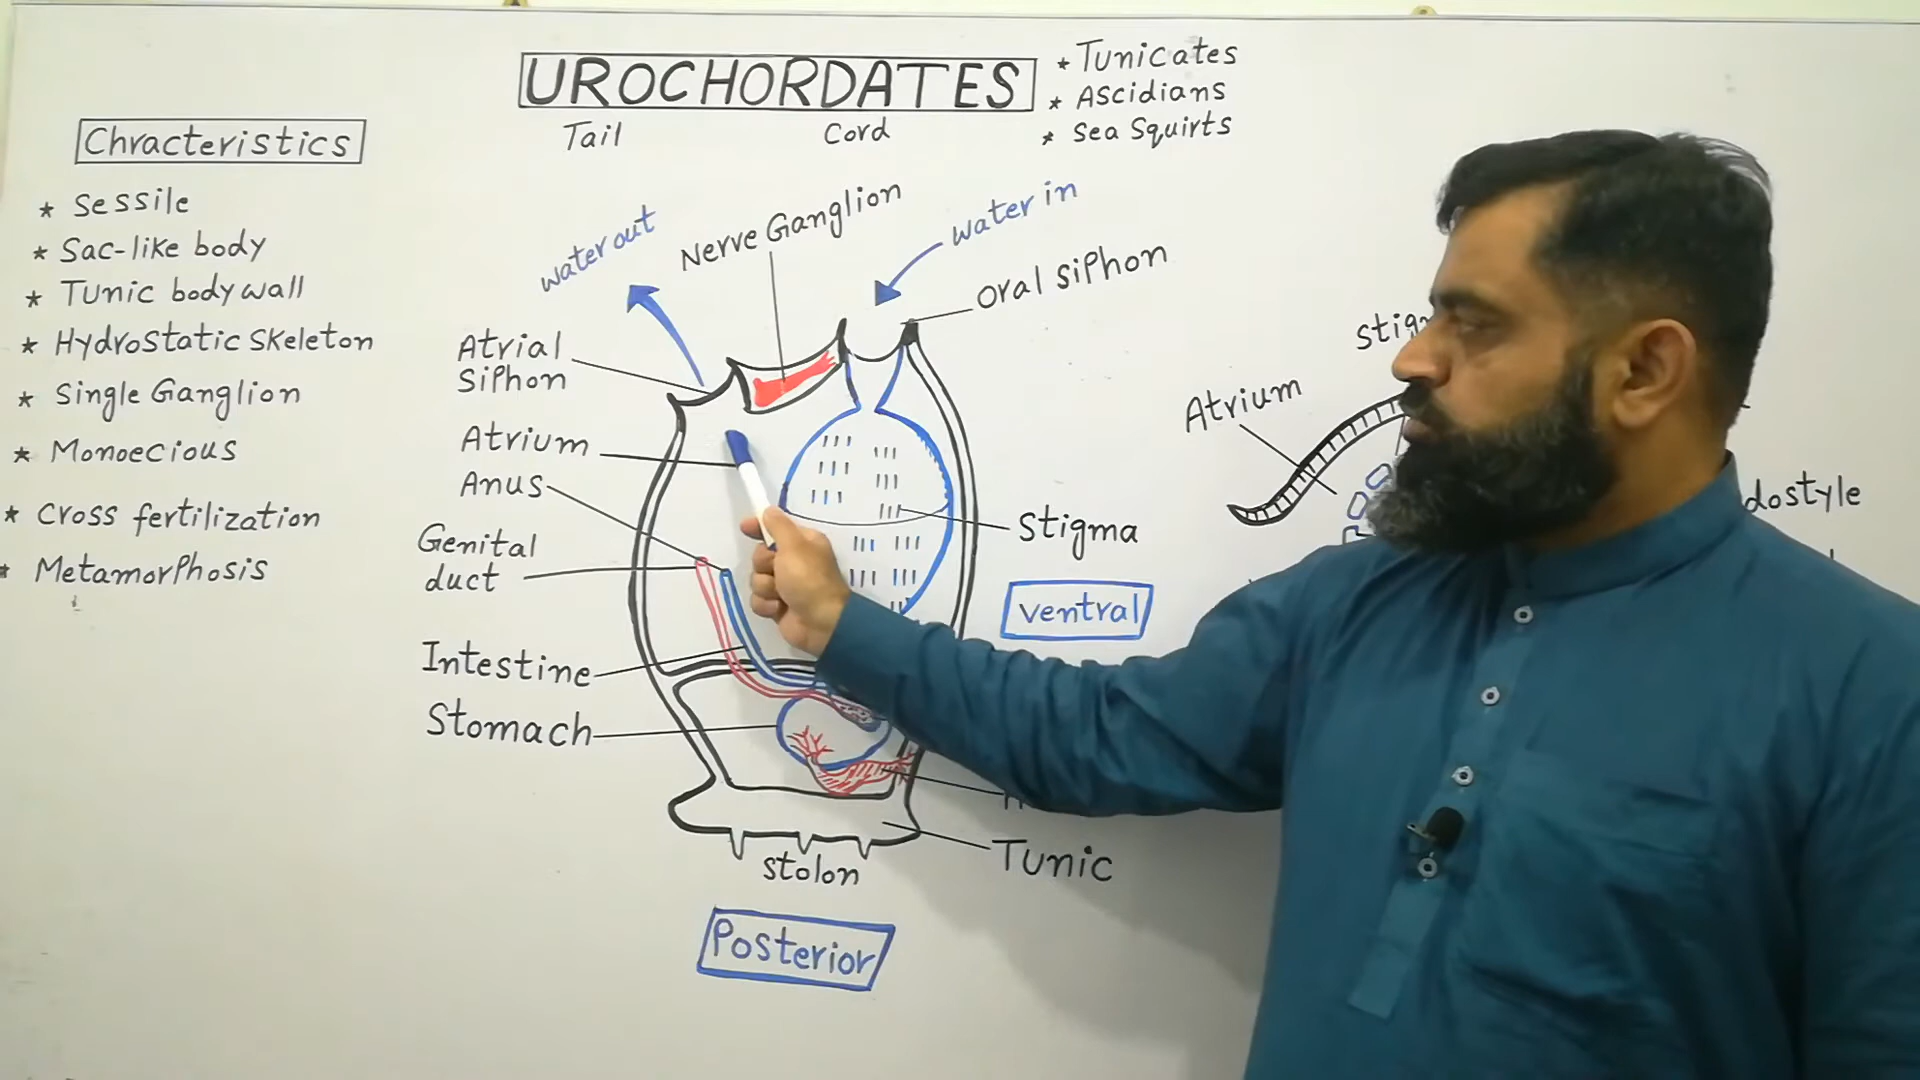 UROCHORDATES
Tail
Cord
* Tunicates
* Ascidians
* Sea Squirts
Chracteristics
* Sessile
* Sac-like body
* Tunic body wall
* Hydrostatic Skeleton
* Single Ganglion
* Monoecious
* Cross fertilization
* Metamorphosis
water out
Nerve Ganglion
water in
oral siphon
Atrial
Siphon
Atrium
Anus
Genital
duct
Intestine
Stomach
Stigma
ventral
Tunic
Stolon
Posterior
Atrium